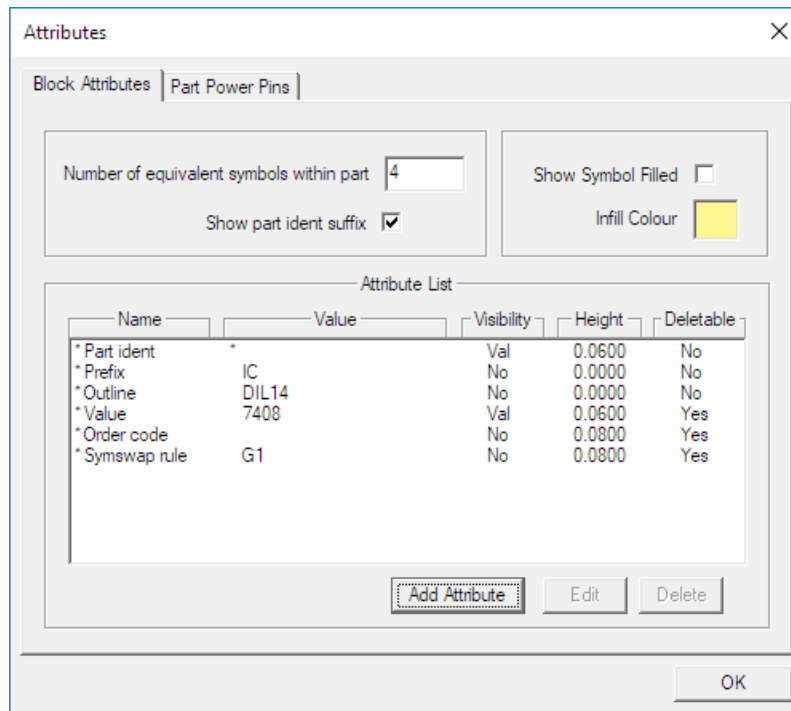 Attributes
Block Attributes Part Power Pins
Number of equivalent symbols within part 4
Show part ident suffix
Show Symbol Filled
Infill Colour
Attribute List
Name Value Visibility Height Deletable
* Part ident * Val 0.0600 No
* Prefix IC No 0.0000 No
* Outline DIL14 No 0.0000 No
* Value 7408 Val 0.0600 Yes
* Order code No 0.0800 Yes
* Symswap rule G1 No 0.0800 Yes
Add Attribute Edit Delete
OK